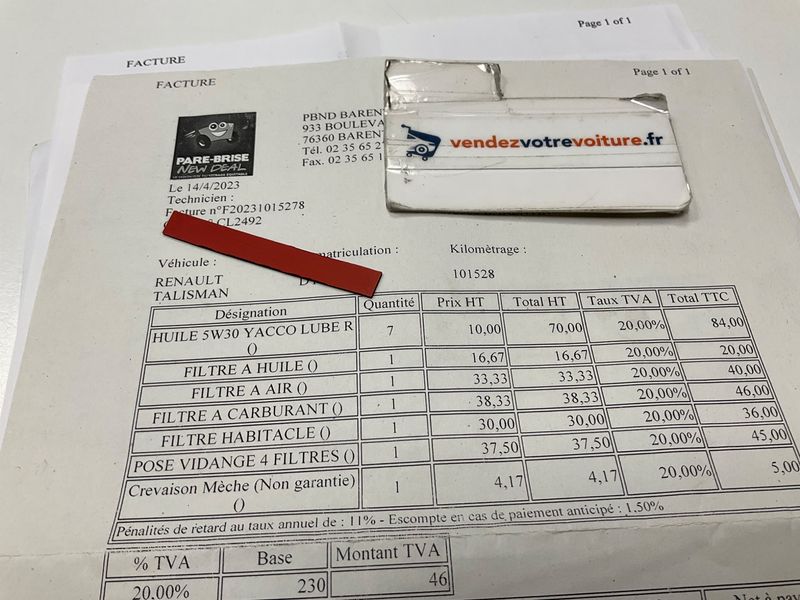 Page 1 of 1
FACTURE
Page 1 of 1
FACTURE
PARE-BRISE
NEW DEAL
PBND BAREN
933 BOULEVA
76360 BAREN
Tél. 02 35 65 2
Fax. 02 35 65 1
vendezvotrevoiture.fr
Le 14/4/2023
Technicien :
Facture n°F20231015278
CL2492
Véhicule :
matriculation :
Kilomètrage :
RENAULT
TALISMAN
101528
Désignation Quantité Prix HT Total HT Taux TVA Total TTC
HUILE 5W30 YACCO LUBE R () 7 10,00 70,00 20,00% 84,00
FILTRE A HUILE () 1 16,67 16,67 20,00% 20,00
FILTRE A AIR () 1 33,33 33,33 20,00% 40,00
FILTRE A CARBURANT () 1 38,33 38,33 20,00% 46,00
FILTRE HABITACLE () 1 30,00 30,00 20,00% 36,00
POSE VIDANGE 4 FILTRES () 1 37,50 37,50 20,00% 45,00
Crevaison Mèche (Non garantie) () 1 4,17 4,17 20,00% 5,00
Pénalités de retard au taux annuel de : 11% - Escompte en cas de paiement anticipé : 1.50%
% TVA Base Montant TVA
20,00% 230 46
Net à pay